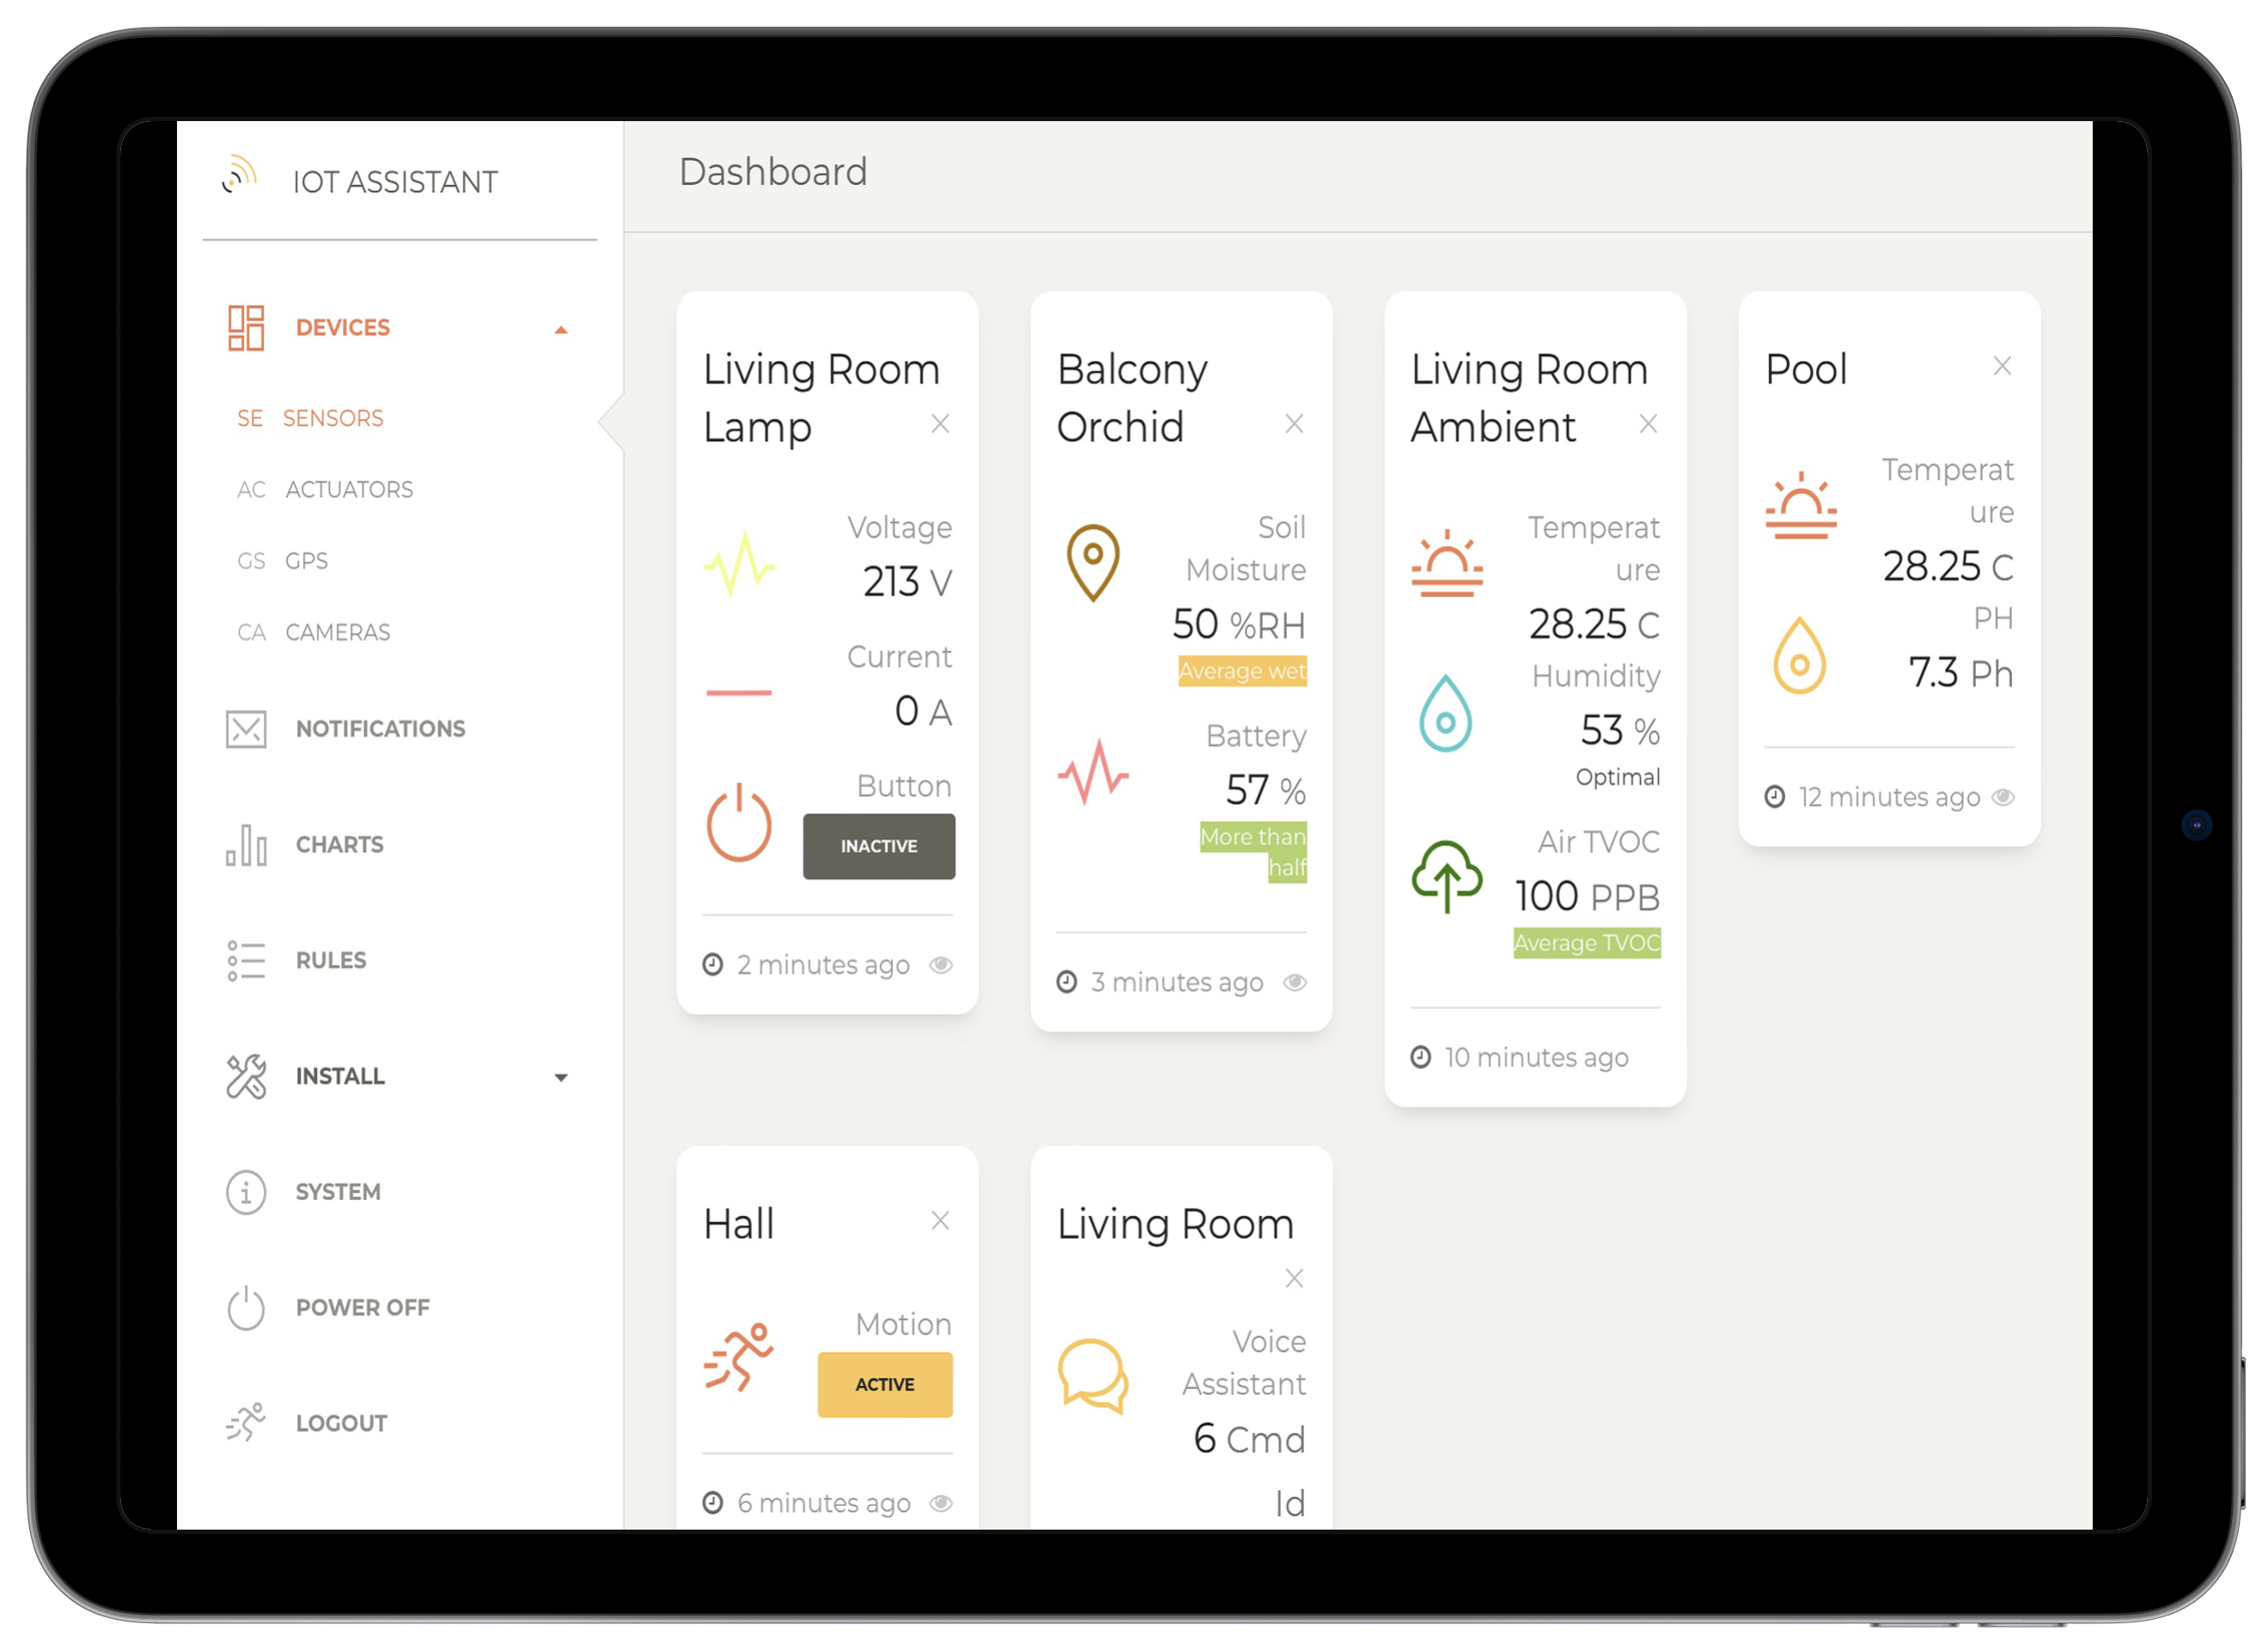 IOT ASSISTANT
DEVICES
SE SENSORS
AC ACTUATORS
GS GPS
CA CAMERAS
NOTIFICATIONS
CHARTS
RULES
INSTALL
SYSTEM
POWER OFF
LOGOUT
Dashboard
Living Room
Lamp
Voltage
213 V
Current
0 A
Button
INACTIVE
2 minutes ago
Balcony
Orchid
Soil
Moisture
50 %RH
Average wet
Battery
57 %
More than
half
3 minutes ago
Living Room
Ambient
Temperat
ure
28.25 C
Humidity
53 %
Optimal
Air TVOC
100 PPB
Average TVOC
10 minutes ago
Pool
Temperat
ure
28.25 C
PH
7.3 Ph
12 minutes ago
Hall
Motion
ACTIVE
6 minutes ago
Living Room
Voice
Assistant
6 Cmd
Id